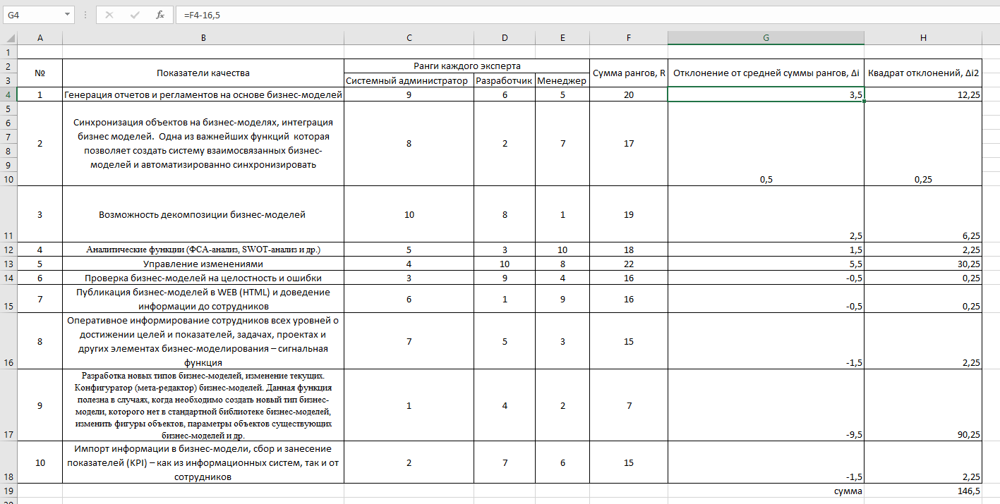 G4 fx =F4-16,5
A B C D E F G H
1
2 № Показатели качества Ранги каждого эксперта Сумма рангов, R Отклонение от средней суммы рангов, Δi Квадрат отклонений, Δi2
3 Системный администратор Разработчик Менеджер
4 1 Генерация отчетов и регламентов на основе бизнес-моделей 9 6 5 20 3,5 12,25
5
6 Синхронизация объектов на бизнес-моделях, интеграция
7 бизнес моделей. Одна из важнейших функций которая
2 8 2 7 17
8 позволяет создать систему взаимосвязанных бизнес-
9 моделей и автоматизированно синхронизировать
10 0,5 0,25
3 Возможность декомпозиции бизнес-моделей 10 8 1 19
11 2,5 6,25
12 4 Аналитические функции (ФСА-анализ, SWOT-анализ и др.) 5 3 10 18 1,5 2,25
13 5 Управление изменениями 4 10 8 22 5,5 30,25
14 6 Проверка бизнес-моделей на целостность и ошибки 3 9 4 16 -0,5 0,25
Публикация бизнес-моделей в WEB (HTML) и доведение
7 6 1 9 16
15 информации до сотрудников -0,5 0,25
Оперативное информирование сотрудников всех уровней о
достижении целей и показателей, задачах, проектах и
8 7 5 3 15
других элементах бизнес-моделирования – сигнальная
16 функция -1,5 2,25
Разработка новых типов бизнес-моделей, изменение текущих.
Конфигуратор (мета-редактор) бизнес-моделей. Данная функция
полезна в случаях, когда необходимо создать новый тип бизнес-
9 1 4 2 7
модели, которого нет в стандартной библиотеке бизнес-моделей,
изменить фигуры объектов, параметры объектов существующих
17 бизнес-моделей и др. -9,5 90,25
Импорт информации в бизнес-модели, сбор и занесение
10 показателей (KPI) – как из информационных систем, так и от 2 7 6 15
18 сотрудников -1,5 2,25
19 сумма 146,5